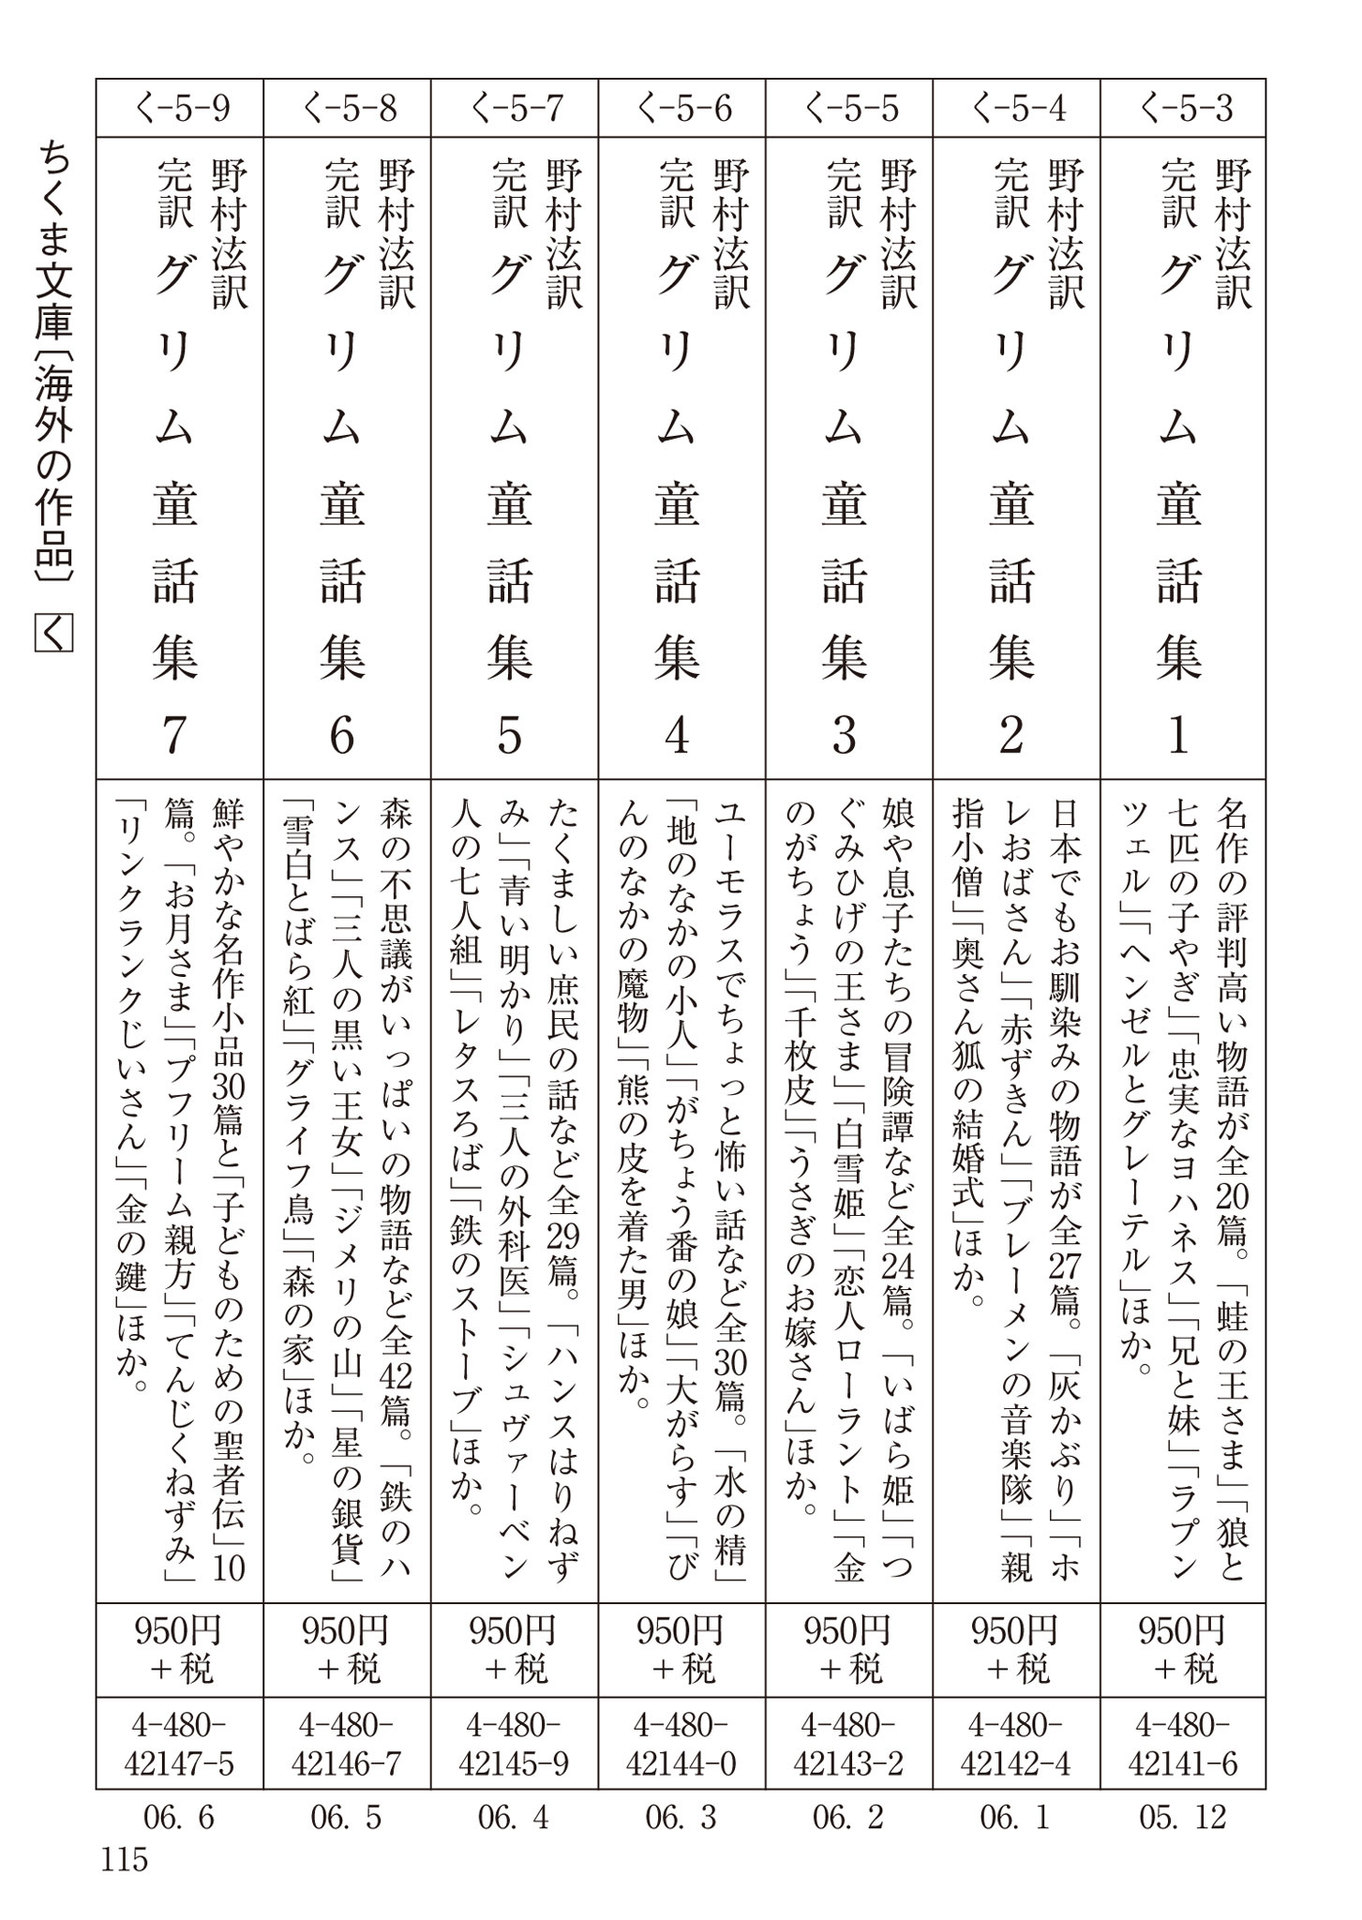 く-5-3
野村泫訳
完訳 グリム童話集 1
名作の評判高い物語が全20篇。「蛙の王さま」「狼と
七匹の子やぎ」「忠実なヨハネス」「兄と妹」「ラプン
ツェル」「ヘンゼルとグレーテル」ほか。
950円
+税
4-480-
42141-6
05. 12
く-5-4
野村泫訳
完訳 グリム童話集 2
日本でもお馴染みの物語が全27篇。「灰かぶり」「ホ
レおばさん」「赤ずきん」「ブレーメンの音楽隊」「親
指小僧」「奥さん狐の結婚式」ほか。
950円
+税
4-480-
42142-4
06. 1
く-5-5
野村泫訳
完訳 グリム童話集 3
娘や息子たちの冒険譚など全24篇。「いばら姫」「つ
ぐみひげの王さま」「白雪姫」「恋人ローラント」「金
のがちょう」「千枚皮」「うさぎのお嫁さん」ほか。
950円
+税
4-480-
42143-2
06. 2
く-5-6
野村泫訳
完訳 グリム童話集 4
ユーモラスでちょっと怖い話など全30篇。「水の精」
「地のなかの小人」「がちょう番の娘」「大がらす」「び
んのなかの魔物」「熊の皮を着た男」ほか。
950円
+税
4-480-
42144-0
06. 3
く-5-7
野村泫訳
完訳 グリム童話集 5
たくましい庶民の話など全29篇。「ハンスはりねず
み」「青い明かり」「三人の外科医」「シュヴァーベン
人の七人組」「レタスろば」「鉄のストーブ」ほか。
950円
+税
4-480-
42145-9
06. 4
く-5-8
野村泫訳
完訳 グリム童話集 6
森の不思議がいっぱいの物語など全42篇。「鉄のハ
ンス」「三人の黒い王女」「ジメリの山」「星の銀貨」
「雪白とばら紅」「グライフ鳥」「森の家」ほか。
950円
+税
4-480-
42146-7
06. 5
く-5-9
野村泫訳
完訳 グリム童話集 7
鮮やかな名作小品30篇と「子どものための聖者伝」10
篇。「お月さま」「プフリーム親方」「てんじくねずみ」
「リンクランクじいさん」「金の鍵」ほか。
950円
+税
4-480-
42147-5
06. 6
ちくま文庫〔海外の作品〕 く
115